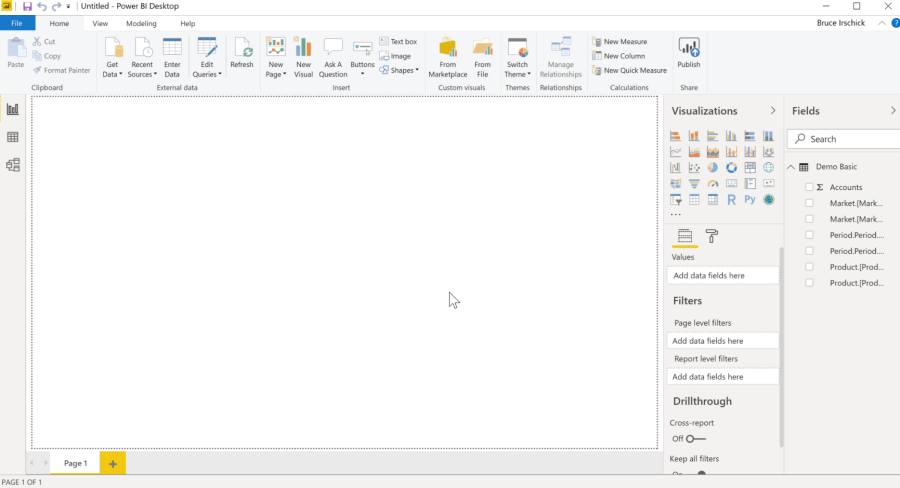 Untitled - Power BI Desktop
File Home View Modeling Help Bruce Irschick
Paste
Cut
Copy
Format Painter
Clipboard
Get Data
Recent Sources
Enter Data
Edit Queries
Refresh
External data
New Page
New Visual
Ask A Question
Buttons
Text box
Image
Shapes
Insert
From Marketplace
From File
Custom visuals
Switch Theme
Themes
Manage Relationships
Relationships
New Measure
New Column
New Quick Measure
Calculations
Publish
Share
Visualizations
R Py
...
Values
Add data fields here
Filters
Page level filters
Add data fields here
Report level filters
Add data fields here
Drillthrough
Cross-report
Off
Keep all filters
Fields
Search
Demo Basic
Σ Accounts
Market.[Mark...
Market.[Mark...
Period.Period....
Period.Period....
Product.[Prod...
Product.[Prod...
Page 1
PAGE 1 OF 1